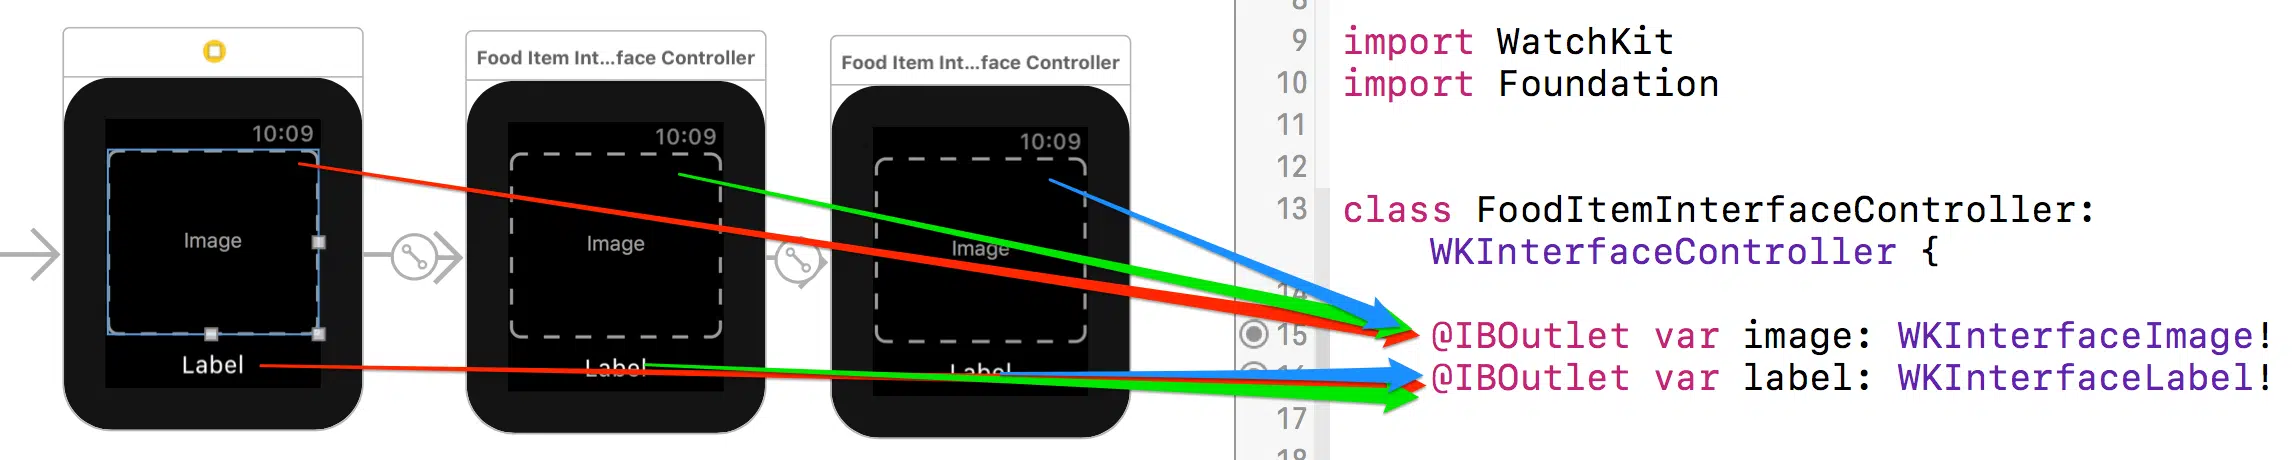 Food Item Int...face Controller
Food Item Int...face Controller
10:09
10:09
10:09
Image
Image
Image
Label
Label
Label
8
9 import WatchKit
10 import Foundation
11
12
13 class FoodItemInterfaceController:
WKInterfaceController {
14
15 @IBOutlet var image: WKInterfaceImage!
16 @IBOutlet var label: WKInterfaceLabel!
17
18